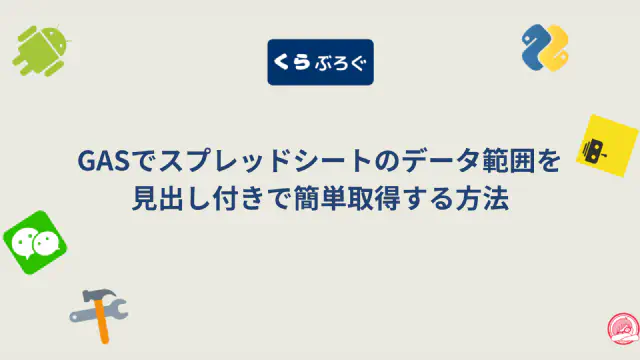 くらぶろぐ
GASでスプレッドシートのデータ範囲を
見出し付きで簡単取得する方法